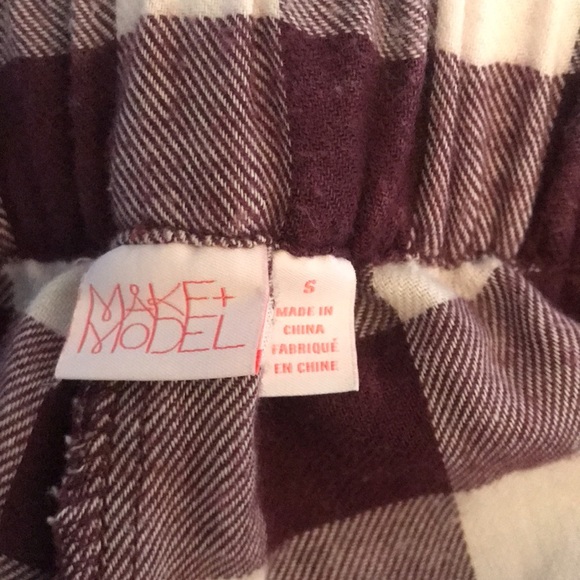 MAKE+
MODEL
S
MADE IN
CHINA
FABRIQUÉ
EN CHINE